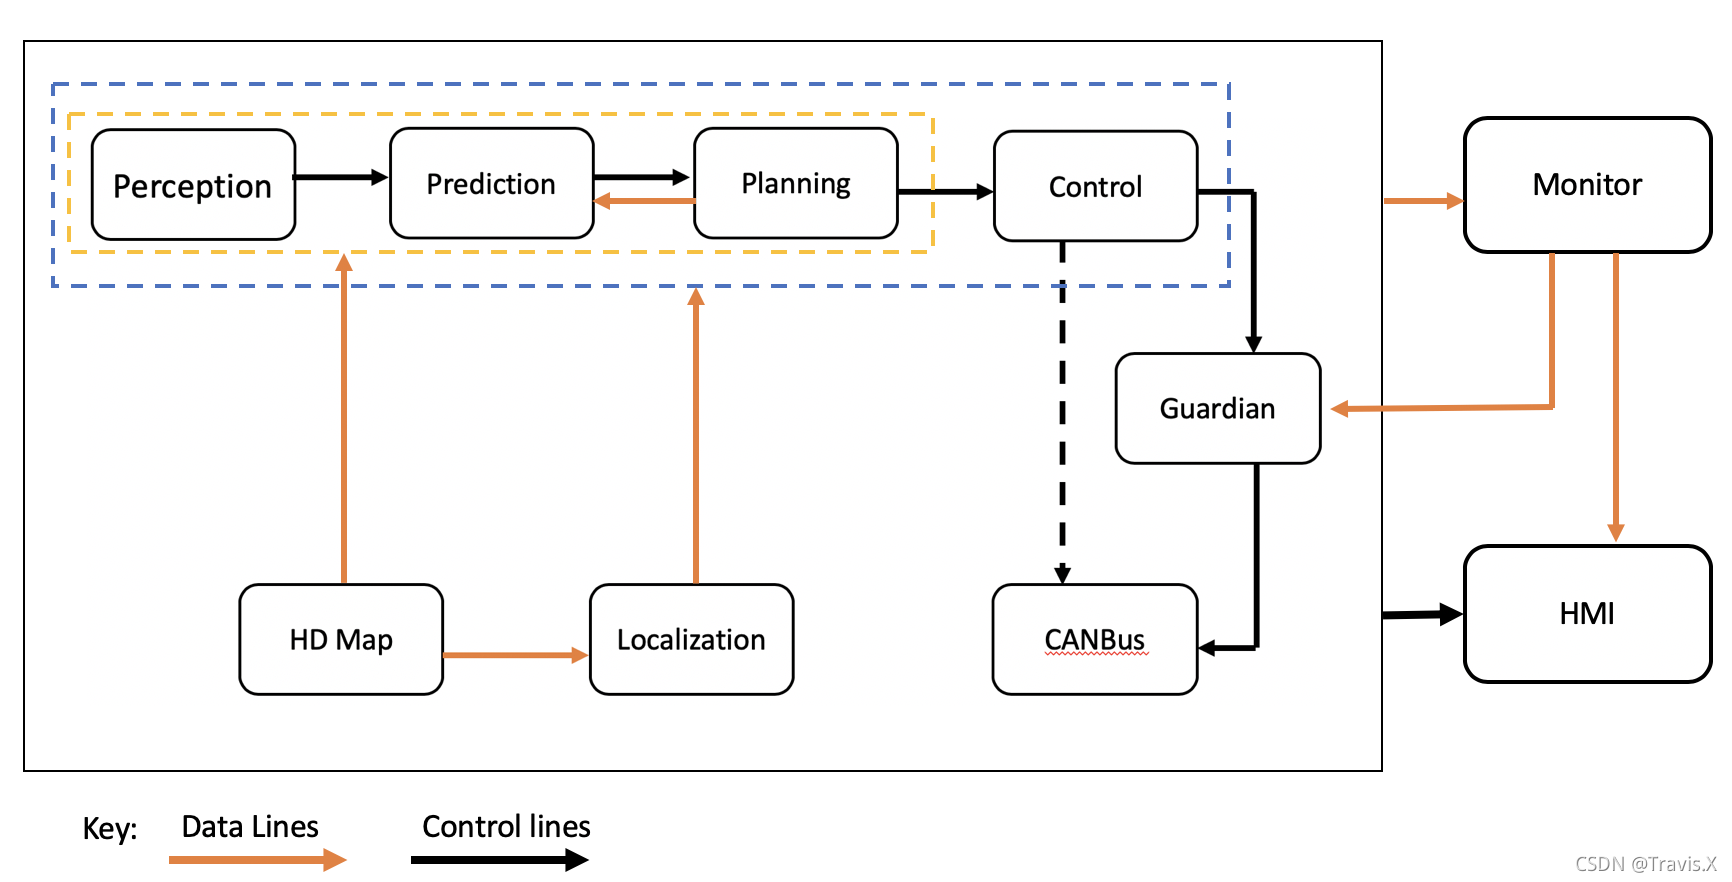 Perception
Prediction
Planning
Control
Monitor
Guardian
HD Map
Localization
CANBus
HMI
Key:
Data Lines
Control lines
CSDN @Travis.X